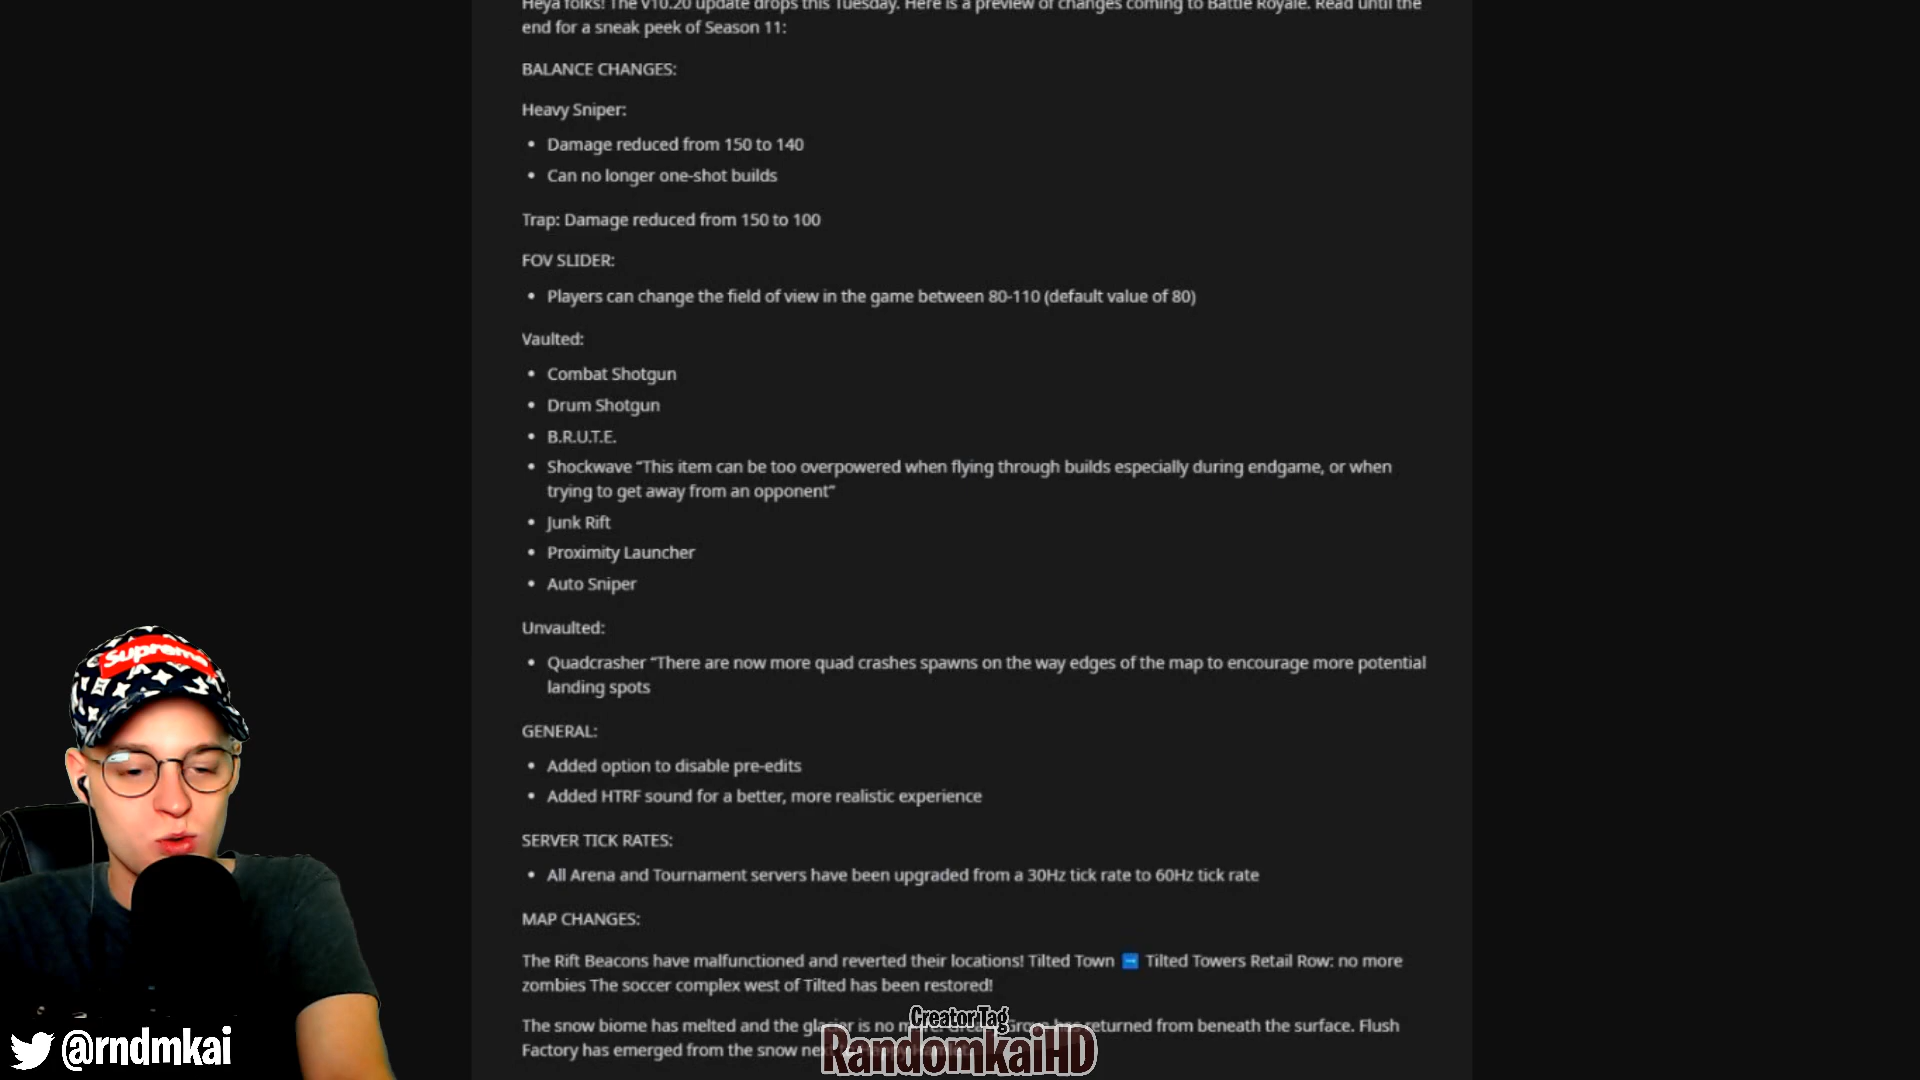 Heya folks! The v10.20 update drops this Tuesday. Here is a preview of changes coming to Battle Royale. Read until the
end for a sneak peek of Season 11:
BALANCE CHANGES:
Heavy Sniper:
• Damage reduced from 150 to 140
• Can no longer one-shot builds
Trap: Damage reduced from 150 to 100
FOV SLIDER:
• Players can change the field of view in the game between 80-110 (default value of 80)
Vaulted:
• Combat Shotgun
• Drum Shotgun
• B.R.U.T.E.
• Shockwave “This item can be too overpowered when flying through builds especially during endgame, or when
trying to get away from an opponent”
• Junk Rift
• Proximity Launcher
• Auto Sniper
Unvaulted:
• Quadcrasher “There are now more quad crashes spawns on the way edges of the map to encourage more potential
landing spots
GENERAL:
• Added option to disable pre-edits
• Added HTRF sound for a better, more realistic experience
SERVER TICK RATES:
• All Arena and Tournament servers have been upgraded from a 30Hz tick rate to 60Hz tick rate
MAP CHANGES:
The Rift Beacons have malfunctioned and reverted their locations! Tilted Town ➡ Tilted Towers Retail Row: no more
zombies The soccer complex west of Tilted has been restored!
The snow biome has melted and the glacier is no returned from beneath the surface. Flush
Factory has emerged from the snow
Supreme
@rndmkai
Creator Tag
RandomkaiHD